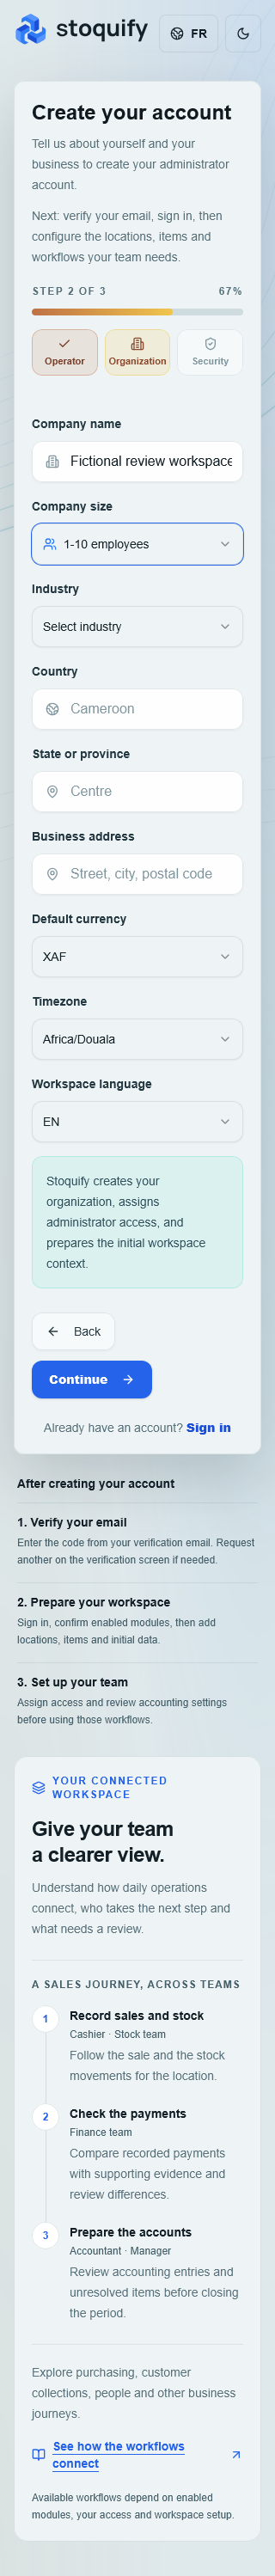 stoquify
FR
Create your account
Tell us about yourself and your
business to create your administrator
account.
Next: verify your email, sign in, then
configure the locations, items and
workflows your team needs.
STEP 2 OF 3
67%
Operator
Organization
Security
Company name
Fictional review workspace
Company size
1-10 employees
Industry
Select industry
Country
Cameroon
State or province
Centre
Business address
Street, city, postal code
Default currency
XAF
Timezone
Africa/Douala
Workspace language
EN
Stoquify creates your
organization, assigns
administrator access, and
prepares the initial workspace
context.
Back
Continue
Already have an account? Sign in
After creating your account
1. Verify your email
Enter the code from your verification email. Request
another on the verification screen if needed.
2. Prepare your workspace
Sign in, confirm enabled modules, then add
locations, items and initial data.
3. Set up your team
Assign access and review accounting settings
before using those workflows.
YOUR CONNECTED
WORKSPACE
Give your team
a clearer view.
Understand how daily operations
connect, who takes the next step and
what needs a review.
A SALES JOURNEY, ACROSS TEAMS
1
Record sales and stock
Cashier · Stock team
Follow the sale and the stock
movements for the location.
2
Check the payments
Finance team
Compare recorded payments
with supporting evidence and
review differences.
3
Prepare the accounts
Accountant · Manager
Review accounting entries and
unresolved items before closing
the period.
Explore purchasing, customer
collections, people and other business
journeys.
See how the workflows
connect
Available workflows depend on enabled
modules, your access and workspace setup.